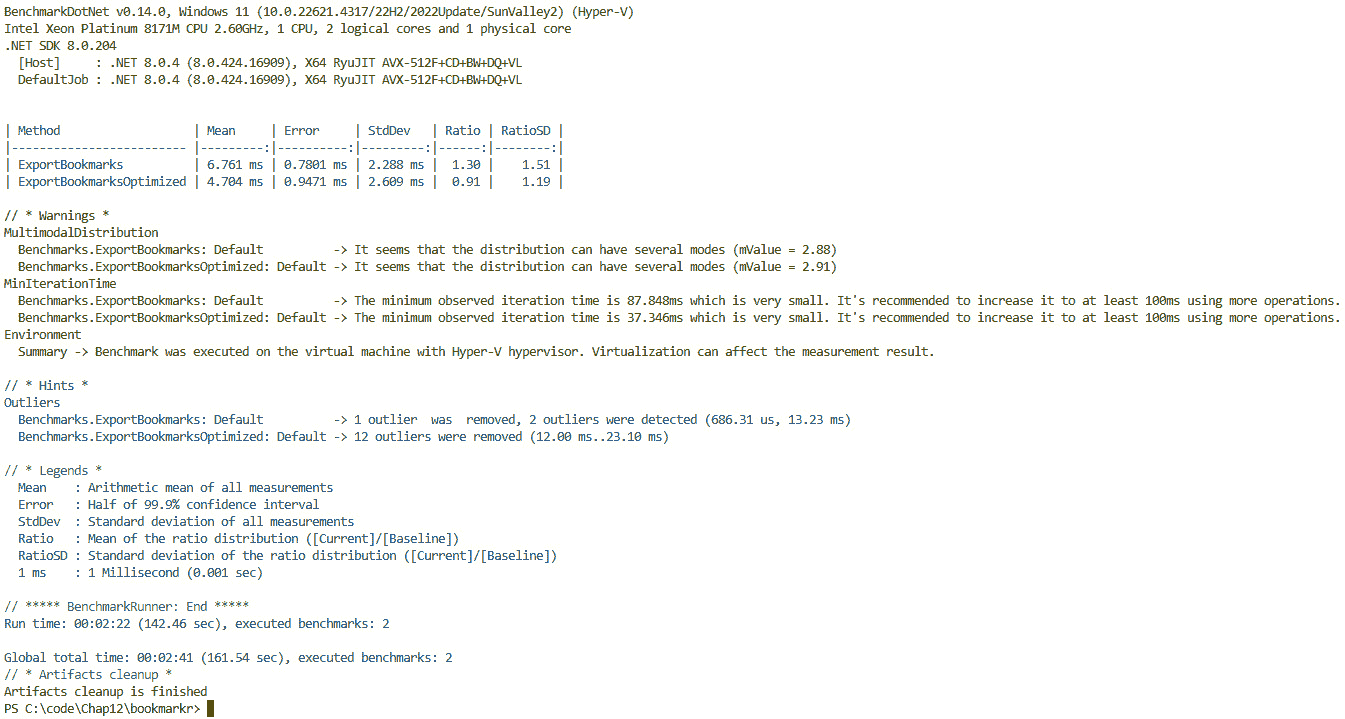 BenchmarkDotNet v0.14.0, Windows 11 (10.0.22621.4317/22H2/2022Update/SunValley2) (Hyper-V)
Intel Xeon Platinum 8171M CPU 2.60GHz, 1 CPU, 2 logical cores and 1 physical core
.NET SDK 8.0.204
  [Host]     : .NET 8.0.4 (8.0.424.16909), X64 RyuJIT AVX-512F+CD+BW+DQ+VL
  DefaultJob : .NET 8.0.4 (8.0.424.16909), X64 RyuJIT AVX-512F+CD+BW+DQ+VL

| Method                   | Mean     | Error     | StdDev   | Ratio | RatioSD |
|------------------------- |---------:|----------:|---------:|------:|--------:|
| ExportBookmarks          | 6.761 ms | 0.7801 ms | 2.288 ms |  1.30 |    1.51 |
| ExportBookmarksOptimized | 4.704 ms | 0.9471 ms | 2.609 ms |  0.91 |    1.19 |

// * Warnings *
MultimodalDistribution
  Benchmarks.ExportBookmarks: Default          -> It seems that the distribution can have several modes (mValue = 2.88)
  Benchmarks.ExportBookmarksOptimized: Default -> It seems that the distribution can have several modes (mValue = 2.91)
MinIterationTime
  Benchmarks.ExportBookmarks: Default          -> The minimum observed iteration time is 87.848ms which is very small. It's recommended to increase it to at least 100ms using more operations.
  Benchmarks.ExportBookmarksOptimized: Default -> The minimum observed iteration time is 37.346ms which is very small. It's recommended to increase it to at least 100ms using more operations.
Environment
  Summary -> Benchmark was executed on the virtual machine with Hyper-V hypervisor. Virtualization can affect the measurement result.

// * Hints *
Outliers
  Benchmarks.ExportBookmarks: Default          -> 1 outlier  was  removed, 2 outliers were detected (686.31 us, 13.23 ms)
  Benchmarks.ExportBookmarksOptimized: Default -> 12 outliers were removed (12.00 ms..23.10 ms)

// * Legends *
  Mean    : Arithmetic mean of all measurements
  Error   : Half of 99.9% confidence interval
  StdDev  : Standard deviation of all measurements
  Ratio   : Mean of the ratio distribution ([Current]/[Baseline])
  RatioSD : Standard deviation of the ratio distribution ([Current]/[Baseline])
  1 ms    : 1 Millisecond (0.001 sec)

// ***** BenchmarkRunner: End *****
Run time: 00:02:22 (142.46 sec), executed benchmarks: 2

Global total time: 00:02:41 (161.54 sec), executed benchmarks: 2
// * Artifacts cleanup *
Artifacts cleanup is finished
PS C:\code\Chap12\bookmarkr>